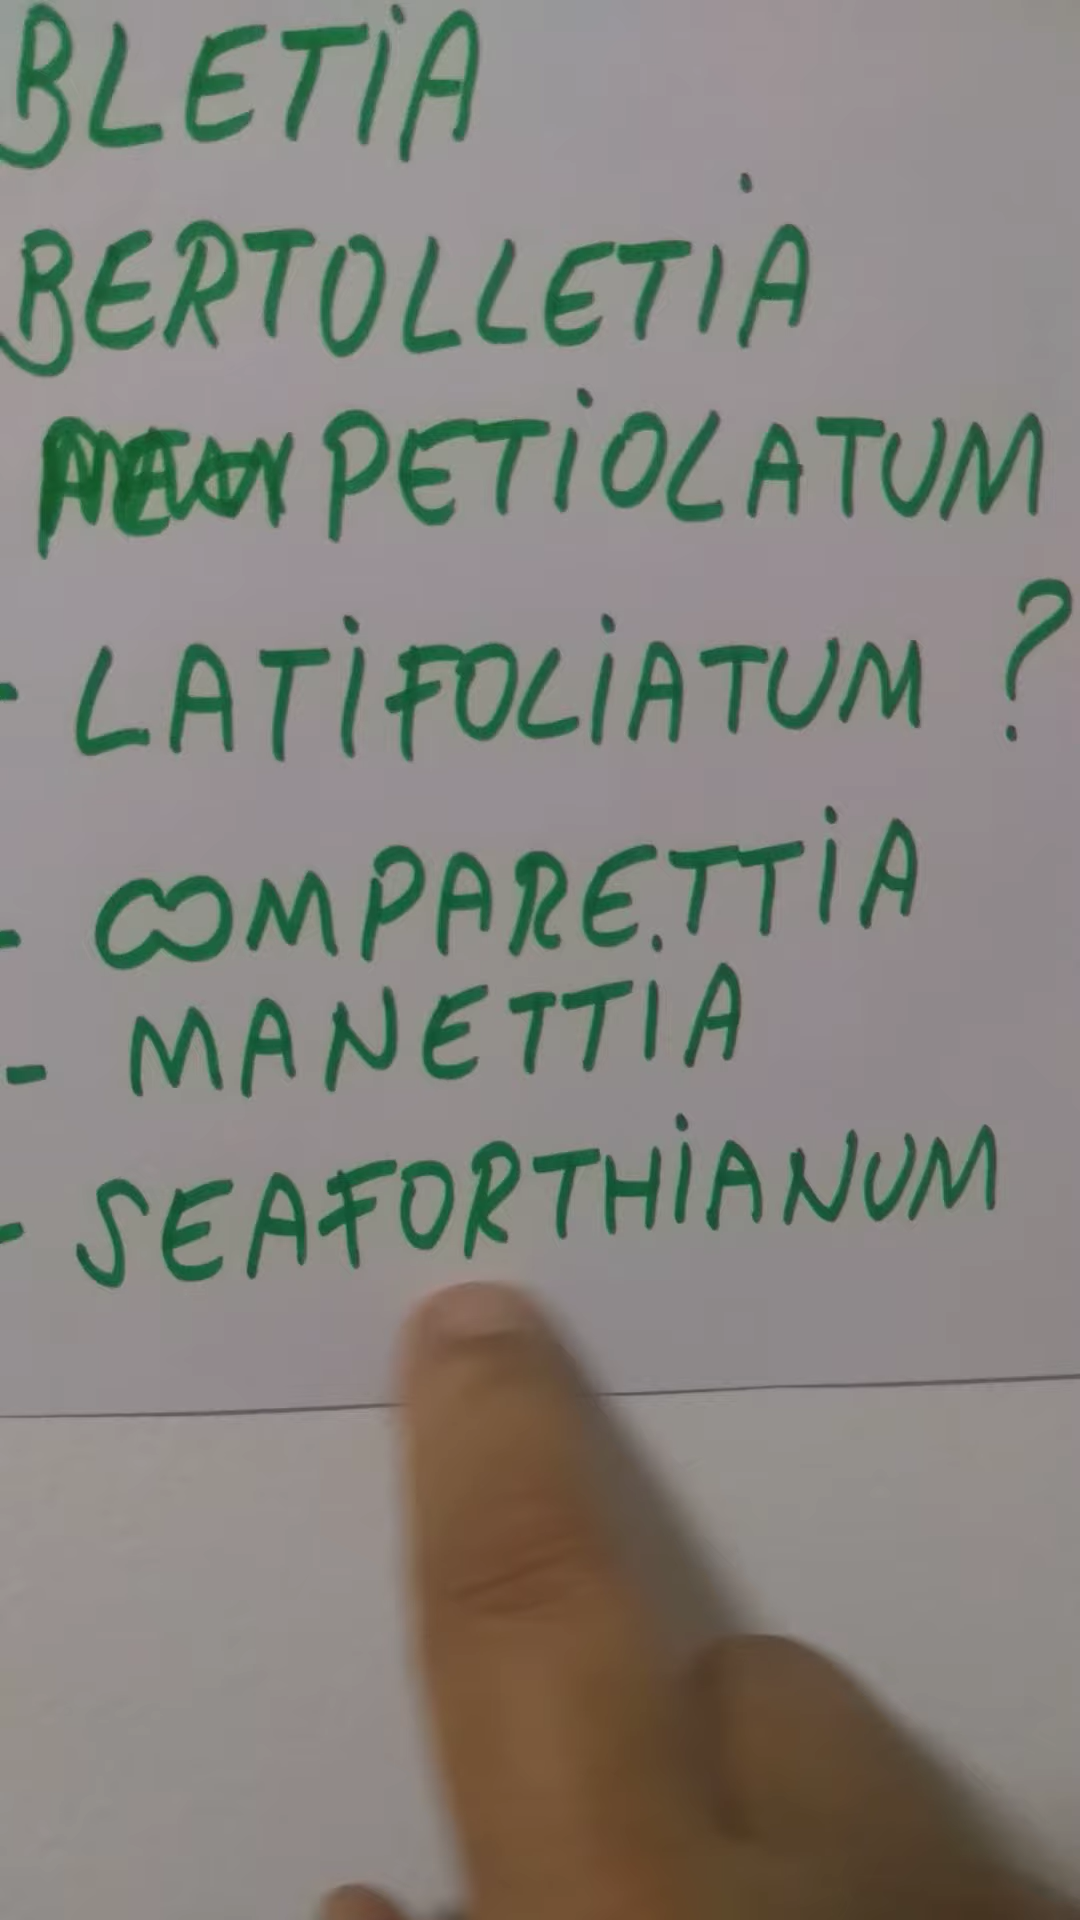 BLETiA
BERTOLLETiA
PETiOLATUM
- LATiFOLiATUM ?
- COMPARETTiA
- MANETTiA
- SEAFORTHiANUM